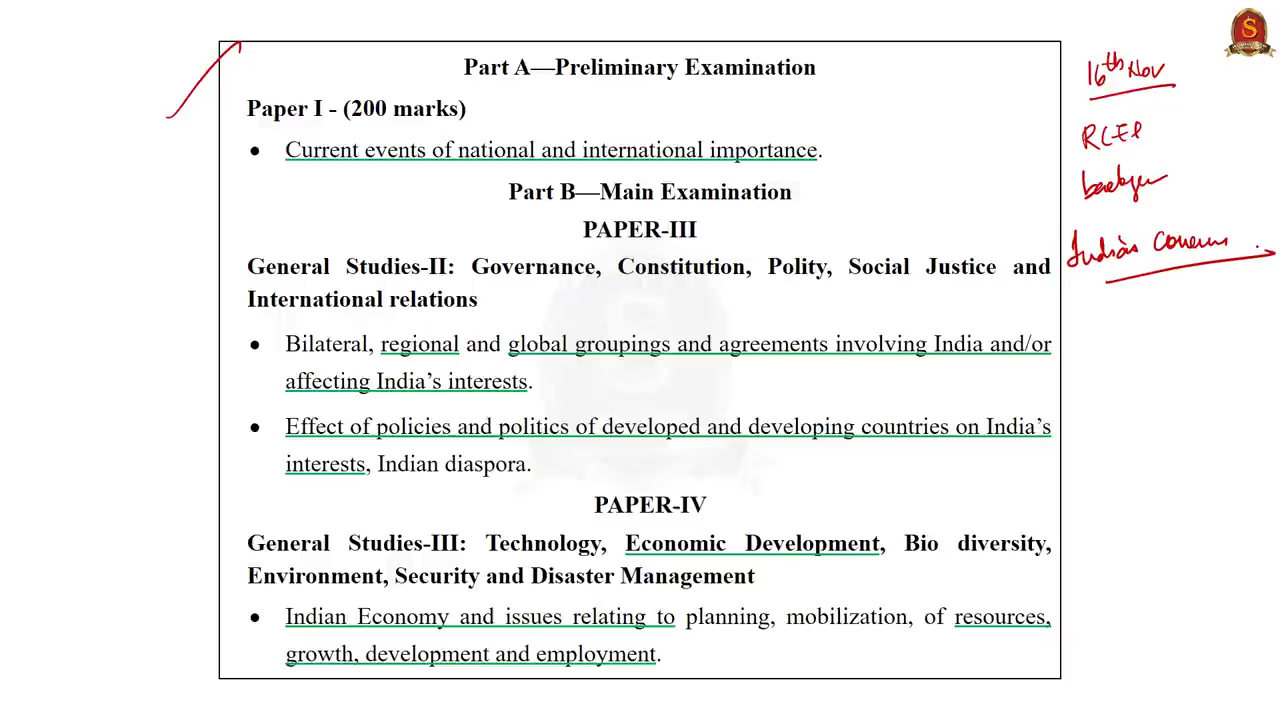 Part A—Preliminary Examination
Paper I - (200 marks)
• Current events of national and international importance.
Part B—Main Examination
PAPER-III
General Studies-II: Governance, Constitution, Polity, Social Justice and
International relations
• Bilateral, regional and global groupings and agreements involving India and/or
affecting India’s interests.
• Effect of policies and politics of developed and developing countries on India’s
interests, Indian diaspora.
PAPER-IV
General Studies-III: Technology, Economic Development, Bio diversity,
Environment, Security and Disaster Management
• Indian Economy and issues relating to planning, mobilization, of resources,
growth, development and employment.
16th Nov
RCEP
India's concerns
S